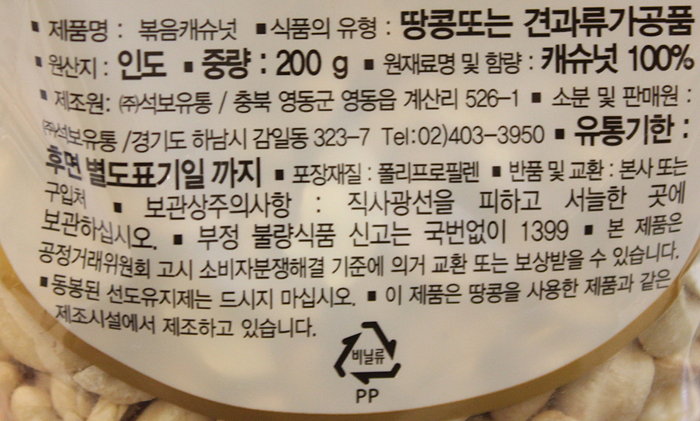 ▪ 제품명 : 볶음캐슈넛 ▪식품의 유형 : 땅콩또는 견과류가공품
▪ 원산지 : 인도 ▪ 중량 : 200 g ▪ 원재료명 및 함량 : 캐슈넛 100%
▪ 제조원: ㈜석보유통 / 충북 영동군 영동읍 계산리 526-1 ▪ 소분 및 판매원 :
㈜석보유통 /경기도 하남시 감일동 323-7 Tel:02)403-3950 ▪ 유통기한 :
후면 별도표기일 까지 ▪ 포장재질 : 폴리프로필렌 ▪ 반품 및 교환 : 본사 또는
구입처 ▪ 보관상주의사항 : 직사광선을 피하고 서늘한 곳에
보관하십시오. ▪ 부정 불량식품 신고는 국번없이 1399 ▪ 본 제품은
공정거래위원회 고시 소비자분쟁해결 기준에 의거 교환 또는 보상받을 수 있습니다.
▪동봉된 선도유지제는 드시지 마십시오. ▪ 이 제품은 땅콩을 사용한 제품과 같은
제조시설에서 제조하고 있습니다.
비닐류
PP